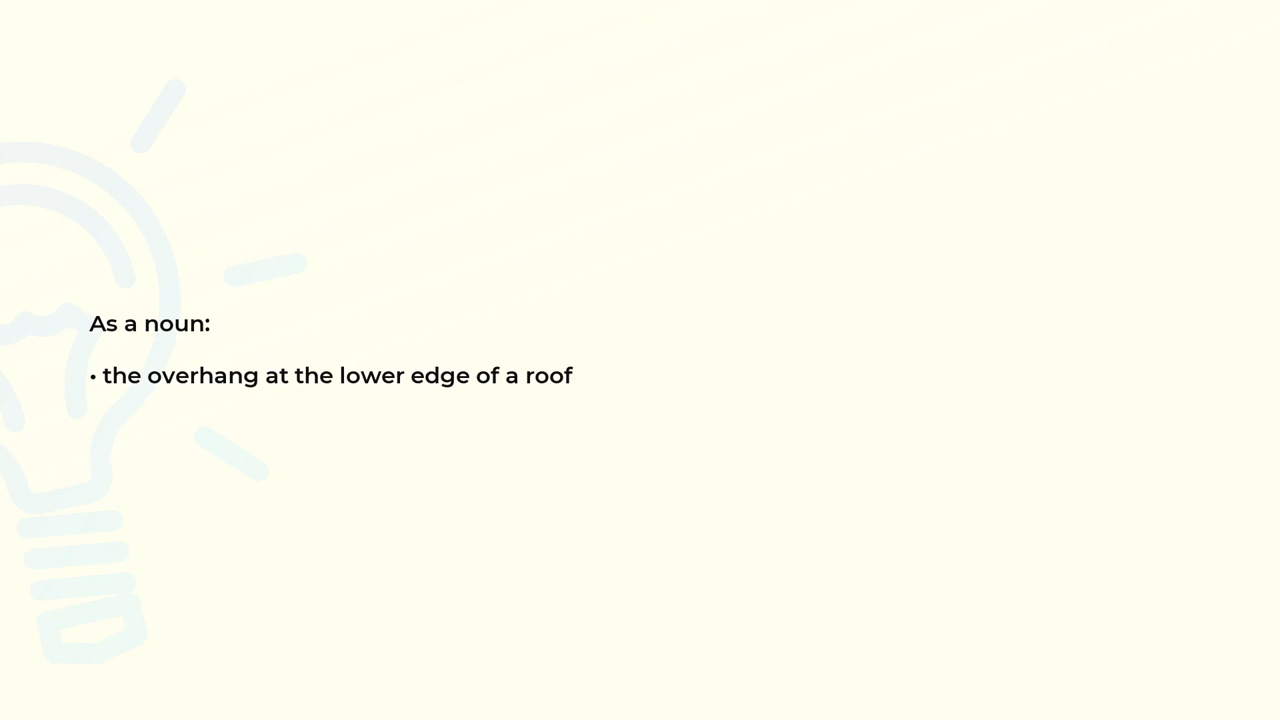 As a noun:
• the overhang at the lower edge of a roof